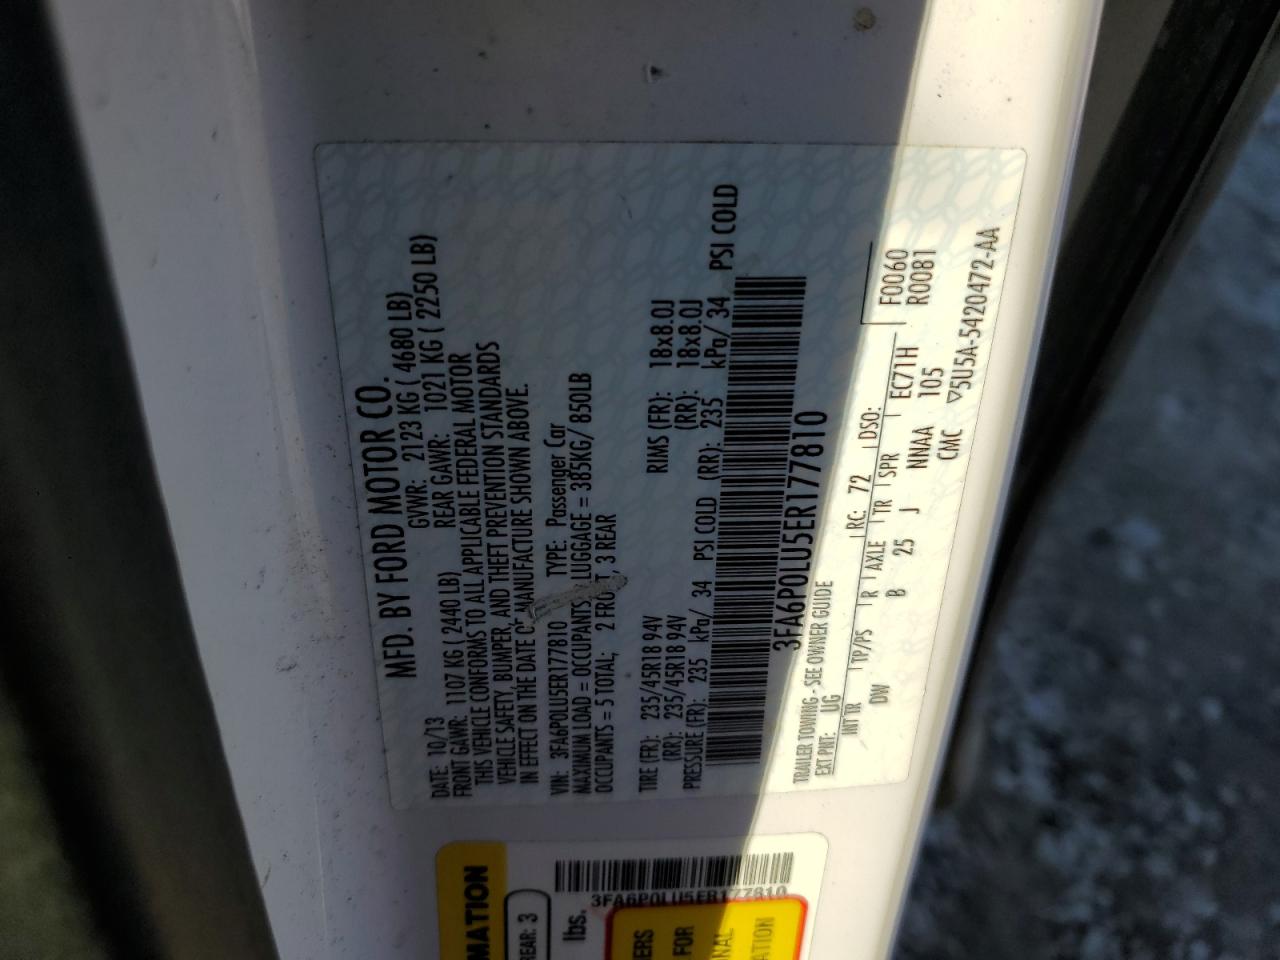 MFD. BY FORD MOTOR CO.
DATE: 10/13 GVWR: 2123 KG ( 4680 LB)
FRONT GAWR: 1107 KG ( 2440 LB) REAR GAWR: 1021 KG ( 2250 LB)
THIS VEHICLE CONFORMS TO ALL APPLICABLE FEDERAL MOTOR
VEHICLE SAFETY, BUMPER, AND THEFT PREVENTION STANDARDS
IN EFFECT ON THE DATE OF MANUFACTURE SHOWN ABOVE.
VIN: 3FA6P0LU5ER177810 TYPE: Passenger Car
MAXIMUM LOAD = OCCUPANTS LUGGAGE = 385KG/ 850LB
OCCUPANTS = 5 TOTAL; 2 FRONT, 3 REAR
TIRE (FR): 235/45R18 94V RIMS (FR): 18x8.0J
(RR): 235/45R18 94V (RR): 18x8.0J
PRESSURE (FR): 235 kPa/ 34 PSI COLD (RR): 235 kPa/ 34 PSI COLD
3FA6P0LU5ER177810
TRAILER TOWING - SEE OWNER GUIDE
EXT PNT: UG RC: 72 DSO: F0060
INT TR TP/PS R AXLE TR SPR EC71H R0081
DW B 25 J NNAA 105
CMC ▽5U5A-5420472-AA
MATION
REAR: 3
lbs.
3FA6P0LU5ER177810